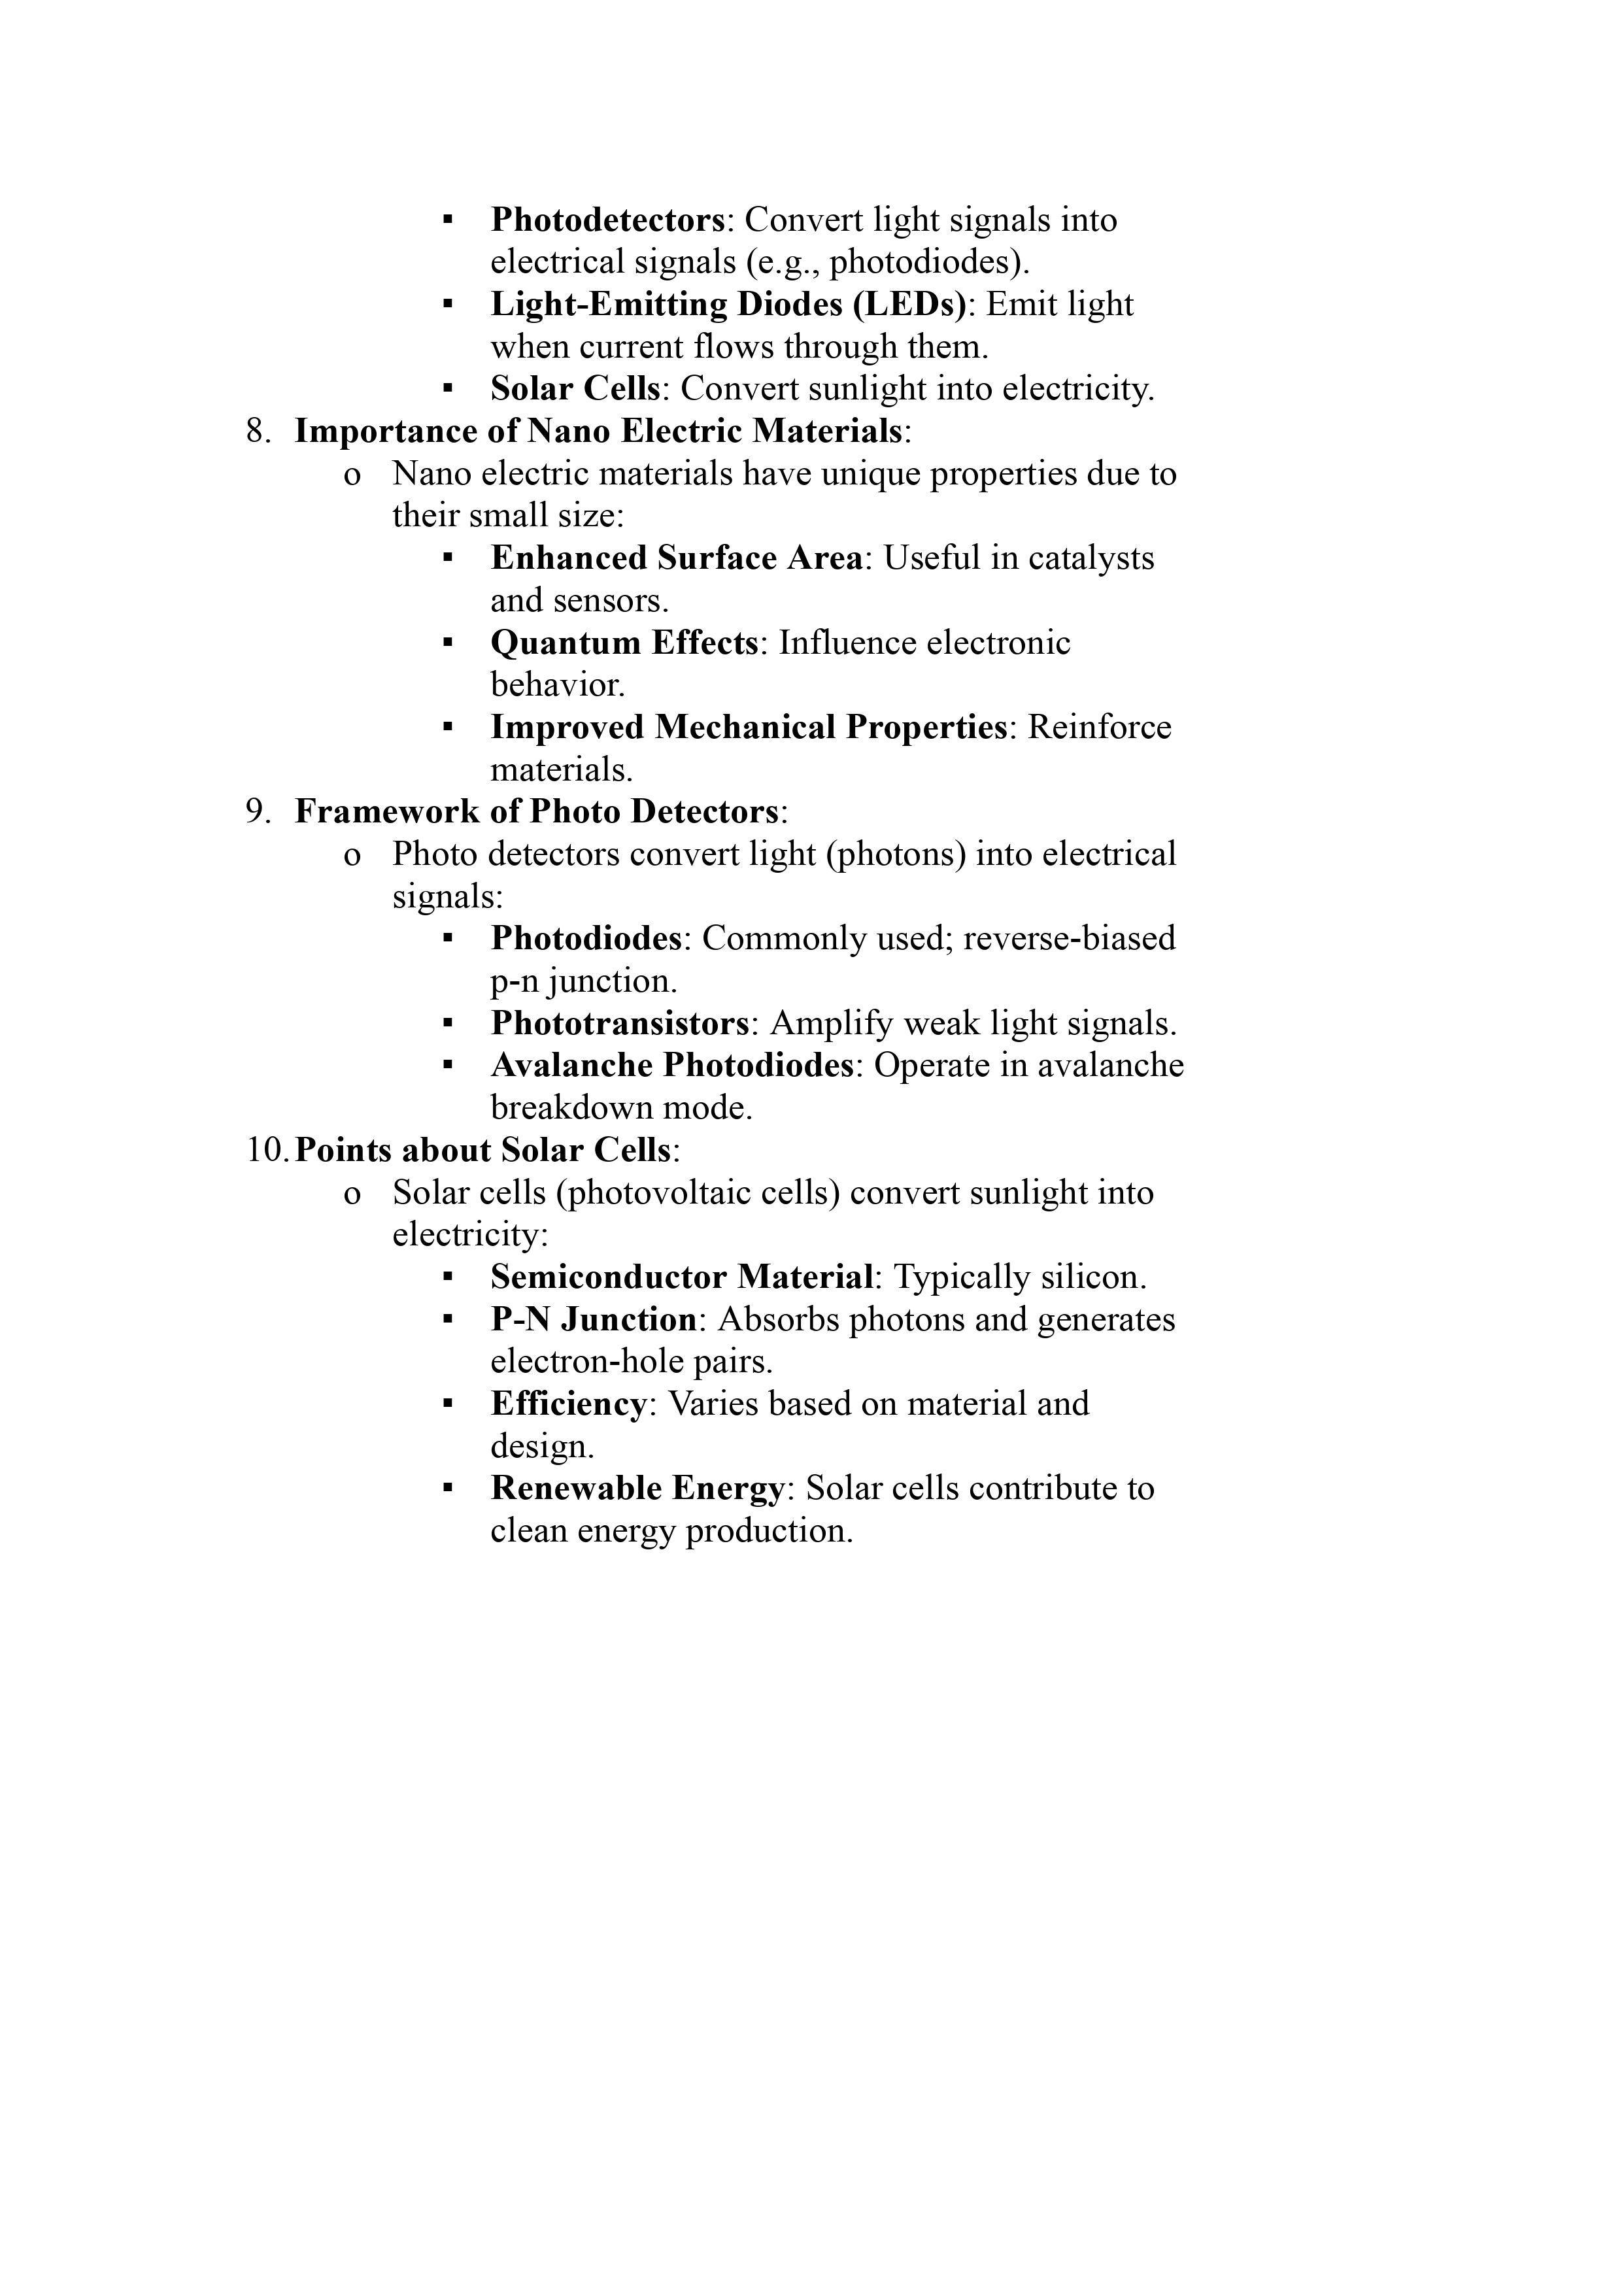 ▪ Photodetectors: Convert light signals into
electrical signals (e.g., photodiodes).
▪ Light-Emitting Diodes (LEDs): Emit light
when current flows through them.
▪ Solar Cells: Convert sunlight into electricity.
8. Importance of Nano Electric Materials:
o Nano electric materials have unique properties due to
their small size:
▪ Enhanced Surface Area: Useful in catalysts
and sensors.
▪ Quantum Effects: Influence electronic
behavior.
▪ Improved Mechanical Properties: Reinforce
materials.
9. Framework of Photo Detectors:
o Photo detectors convert light (photons) into electrical
signals:
▪ Photodiodes: Commonly used; reverse-biased
p-n junction.
▪ Phototransistors: Amplify weak light signals.
▪ Avalanche Photodiodes: Operate in avalanche
breakdown mode.
10. Points about Solar Cells:
o Solar cells (photovoltaic cells) convert sunlight into
electricity:
▪ Semiconductor Material: Typically silicon.
▪ P-N Junction: Absorbs photons and generates
electron-hole pairs.
▪ Efficiency: Varies based on material and
design.
▪ Renewable Energy: Solar cells contribute to
clean energy production.